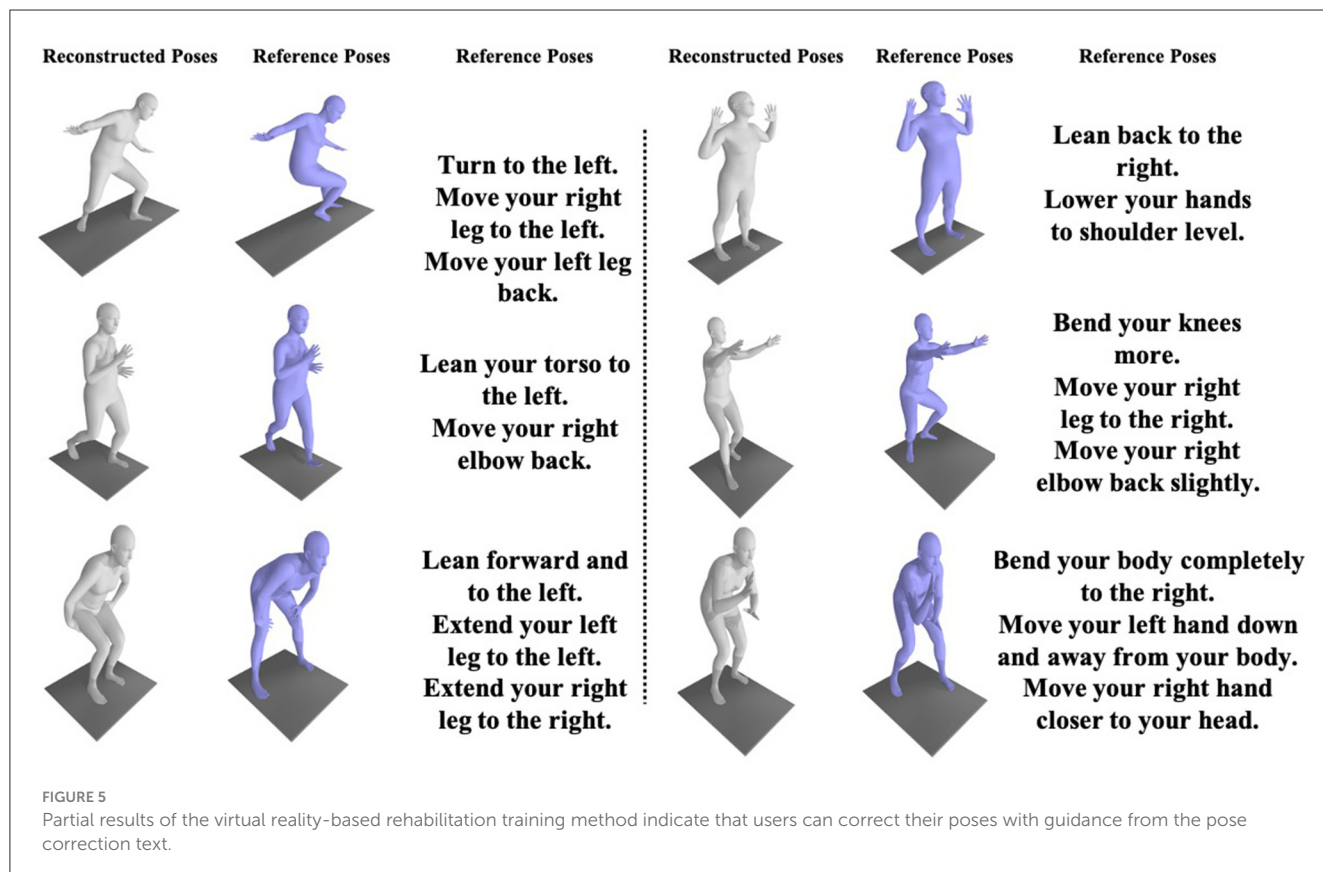 Reconstructed Poses Reference Poses Reference Poses Reconstructed Poses Reference Poses Reference Poses
Turn to the left.
Move your right
leg to the left.
Move your left leg
back.
Lean back to the
right.
Lower your hands
to shoulder level.
Lean your torso to
the left.
Move your right
elbow back.
Bend your knees
more.
Move your right
leg to the right.
Move your right
elbow back slightly.
Lean forward and
to the left.
Extend your left
leg to the left.
Extend your right
leg to the right.
Bend your body completely
to the right.
Move your left hand down
and away from your body.
Move your right hand
closer to your head.
FIGURE 5
Partial results of the virtual reality-based rehabilitation training method indicate that users can correct their poses with guidance from the pose
correction text.